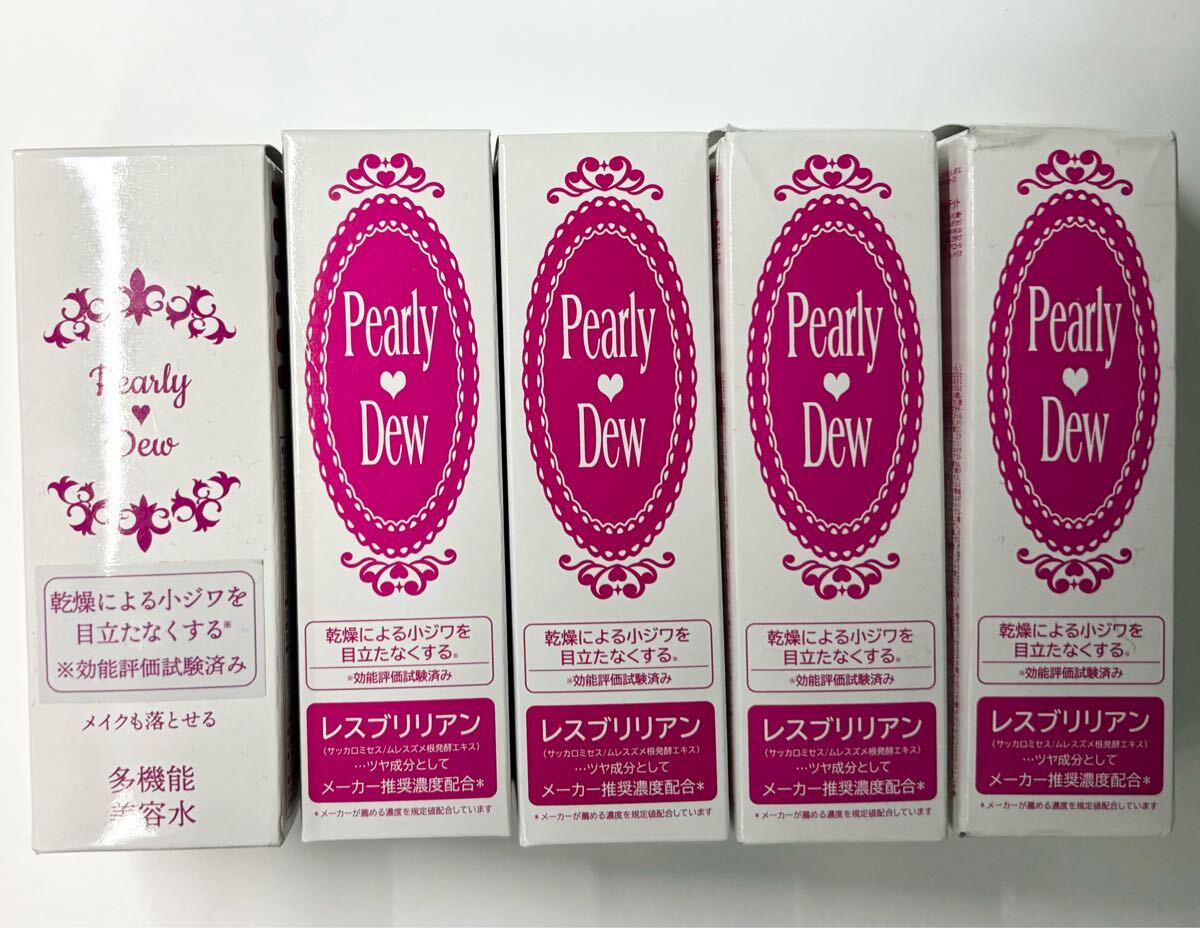 Pearly
Dew
乾燥による小ジワを
目立たなくする※
※効能評価試験済み
メイクも落とせる
多機能
美容水
Pearly
Dew
乾燥による小ジワを
目立たなくする※
※効能評価試験済み
レスブリリアン
(サッカロミセス/ムレスズメ根発酵エキス)
…ツヤ成分として
メーカー推奨濃度配合*
*メーカーが薦める濃度を規定値配合しています
Pearly
Dew
乾燥による小ジワを
目立たなくする※
※効能評価試験済み
レスブリリアン
(サッカロミセス/ムレスズメ根発酵エキス)
…ツヤ成分として
メーカー推奨濃度配合*
*メーカーが薦める濃度を規定値配合しています
Pearly
Dew
乾燥による小ジワを
目立たなくする※
※効能評価試験済み
レスブリリアン
(サッカロミセス/ムレスズメ根発酵エキス)
…ツヤ成分として
メーカー推奨濃度配合*
*メーカーが薦める濃度を規定値配合しています
Pearly
Dew
乾燥による小ジワを
目立たなくする※
※効能評価試験済み
レスブリリアン
(サッカロミセス/ムレスズメ根発酵エキス)
…ツヤ成分として
メーカー推奨濃度配合*
*メーカーが薦める濃度を規定値配合しています